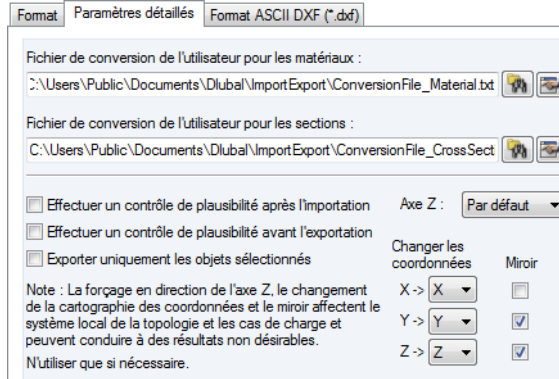 Format Paramètres détaillés Format ASCII DXF (*.dxf)
Fichier de conversion de l'utilisateur pour les matériaux :
C:\Users\Public\Documents\Dlubal\ImportExport\ConversionFile_Material.txt
Fichier de conversion de l'utilisateur pour les sections :
C:\Users\Public\Documents\Dlubal\ImportExport\ConversionFile_CrossSect
Effectuer un contrôle de plausibilité après l'importation Axe Z : Par défaut
Effectuer un contrôle de plausibilité avant l'exportation
Exporter uniquement les objets sélectionnés
Changer les
coordonnées Miroir
X -> X
Y -> Y
Z -> Z
Note : La forçage en direction de l'axe Z, le changement
de la cartographie des coordonnées et le miroir affectent le
système local de la topologie et les cas de charge et
peuvent conduire à des résultats non désirables.
N'utiliser que si nécessaire.